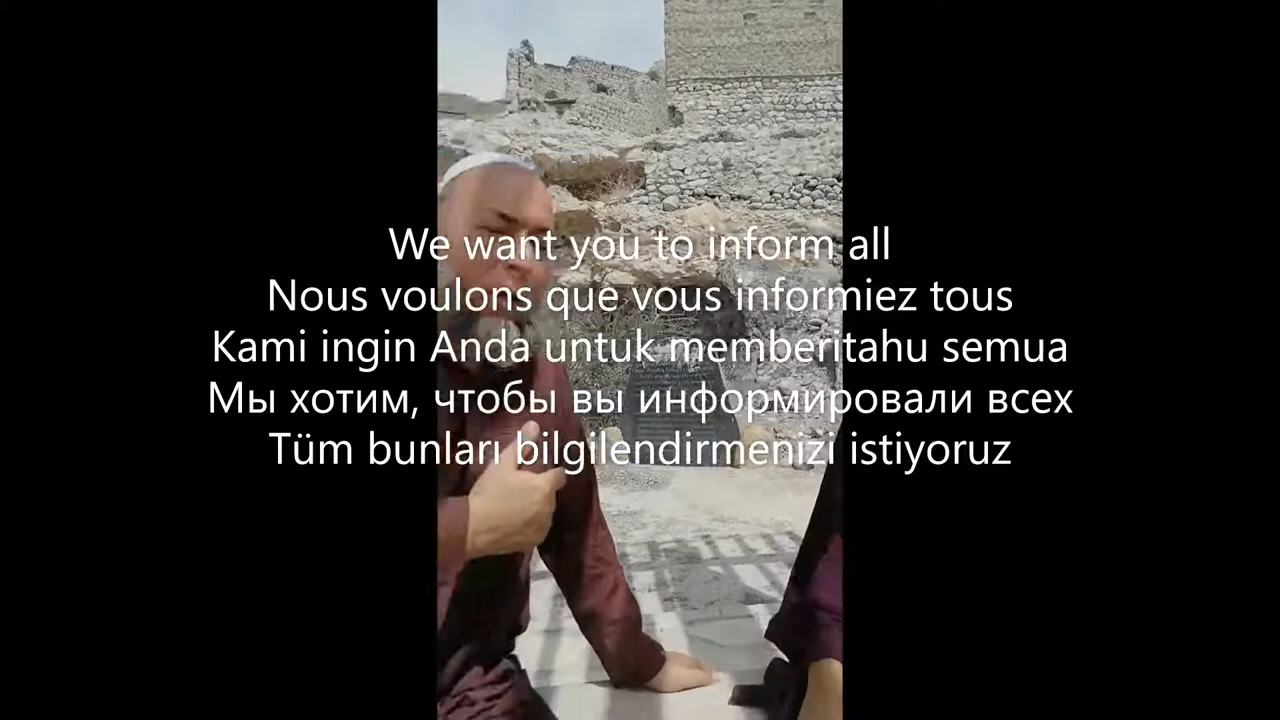 We want you to inform all
Nous voulons que vous informiez tous
Kami ingin Anda untuk memberitahu semua
Мы хотим, чтобы вы информировали всех
Tüm bunları bilgilendirmenizi istiyoruz